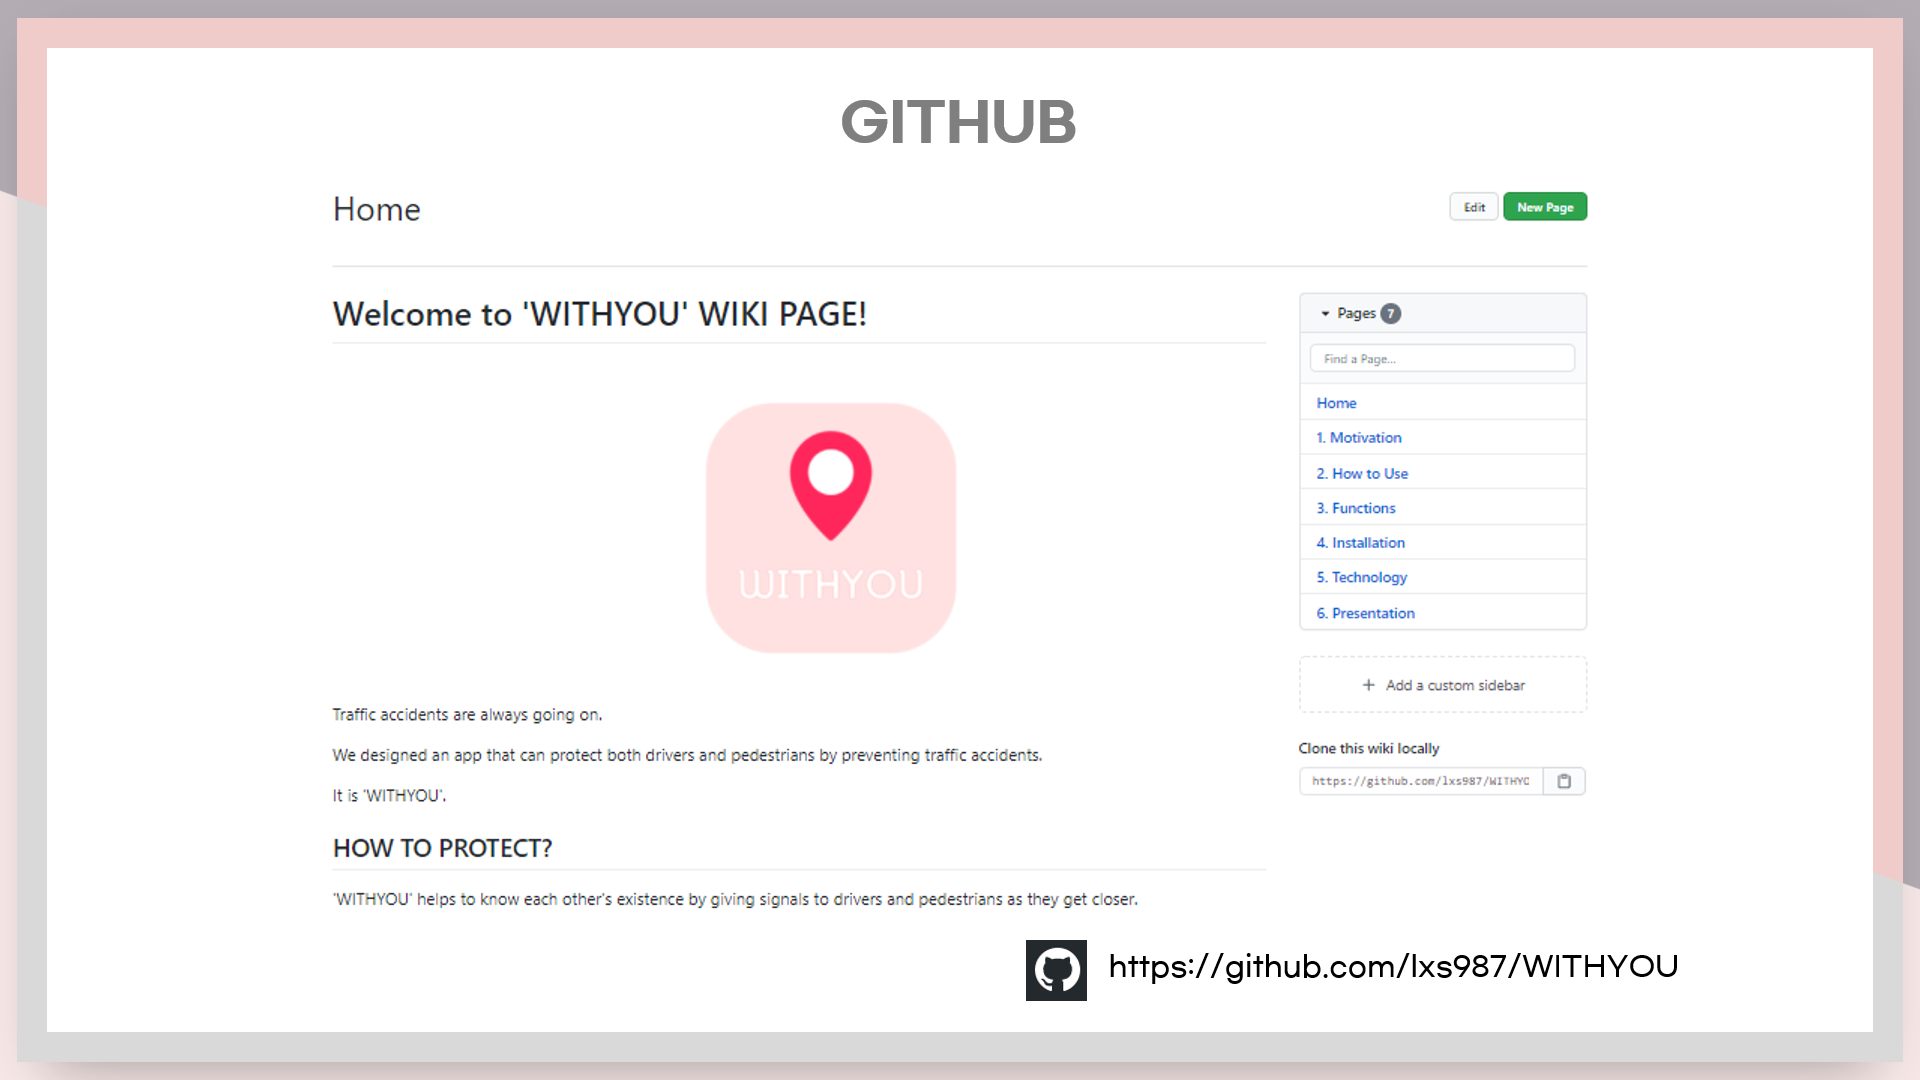 GITHUB
Home
Edit
New Page
Welcome to 'WITHYOU' WIKI PAGE!
WITHYOU
Traffic accidents are always going on.
We designed an app that can protect both drivers and pedestrians by preventing traffic accidents.
It is 'WITHYOU'.
HOW TO PROTECT?
'WITHYOU' helps to know each other's existence by giving signals to drivers and pedestrians as they get closer.
Pages 7
Find a Page...
Home
1. Motivation
2. How to Use
3. Functions
4. Installation
5. Technology
6. Presentation
+ Add a custom sidebar
Clone this wiki locally
https://github.com/lxs987/WITHYO
https://github.com/lxs987/WITHYOU